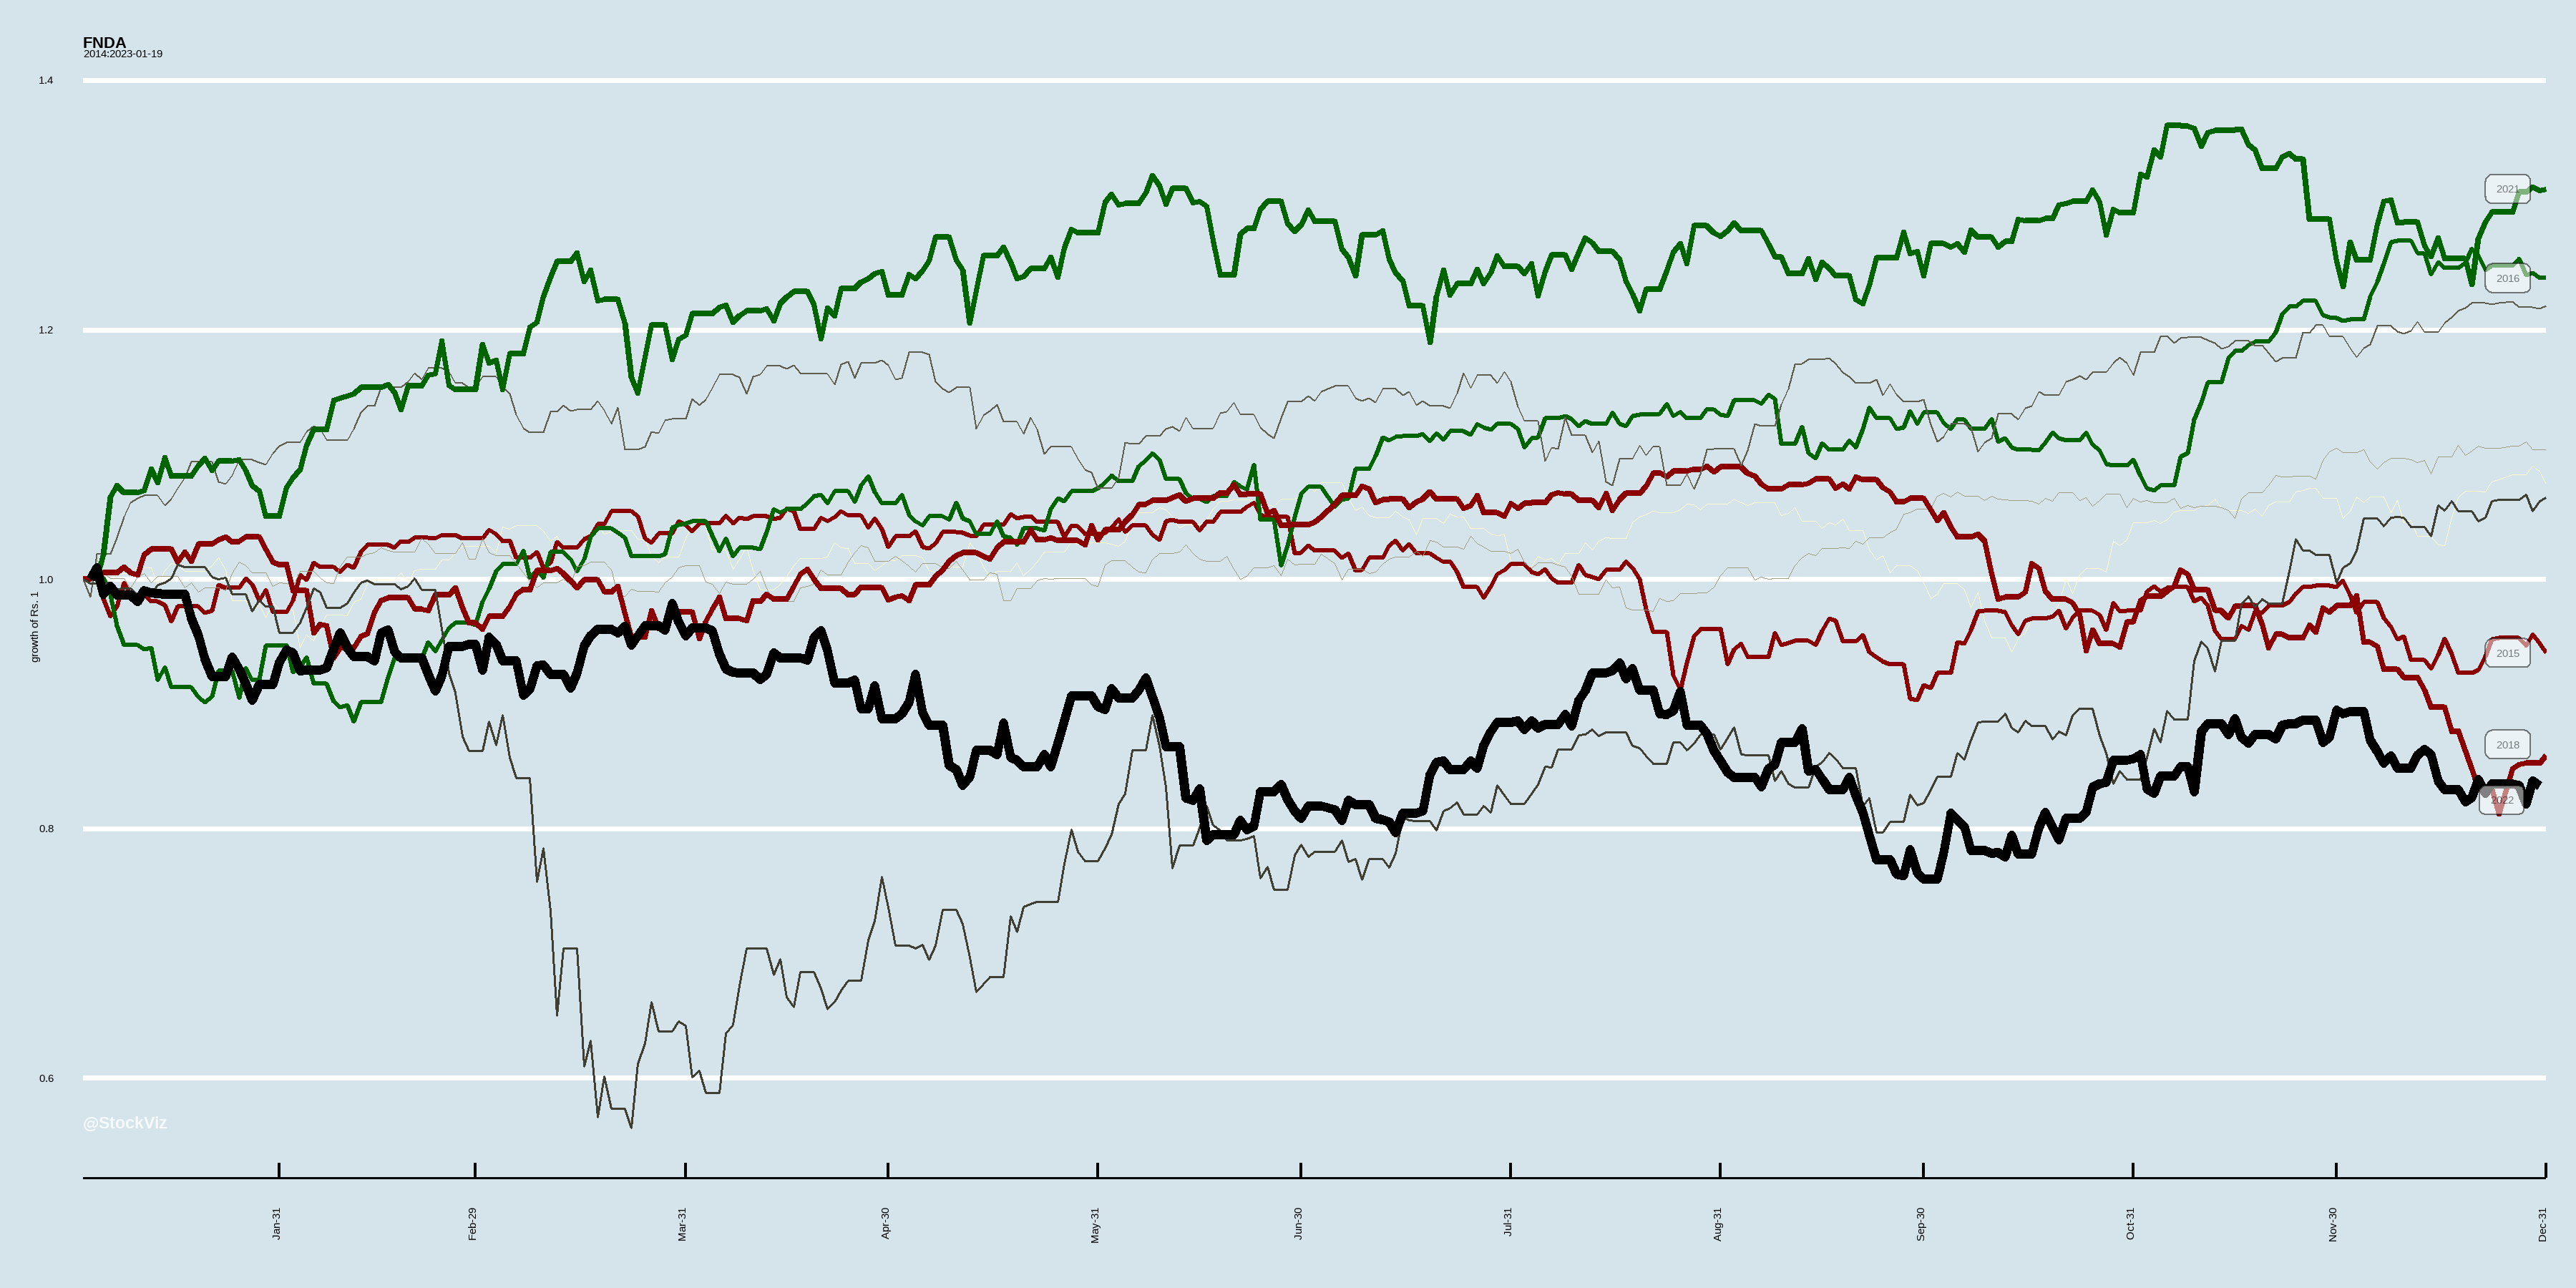 FNDA
2014:2023-01-19
1.4
1.2
1.0
0.8
0.6
growth of Rs. 1
2021
2016
2015
2018
2022
@StockViz
Jan-31
Feb-29
Mar-31
Apr-30
May-31
Jun-30
Jul-31
Aug-31
Sep-30
Oct-31
Nov-30
Dec-31